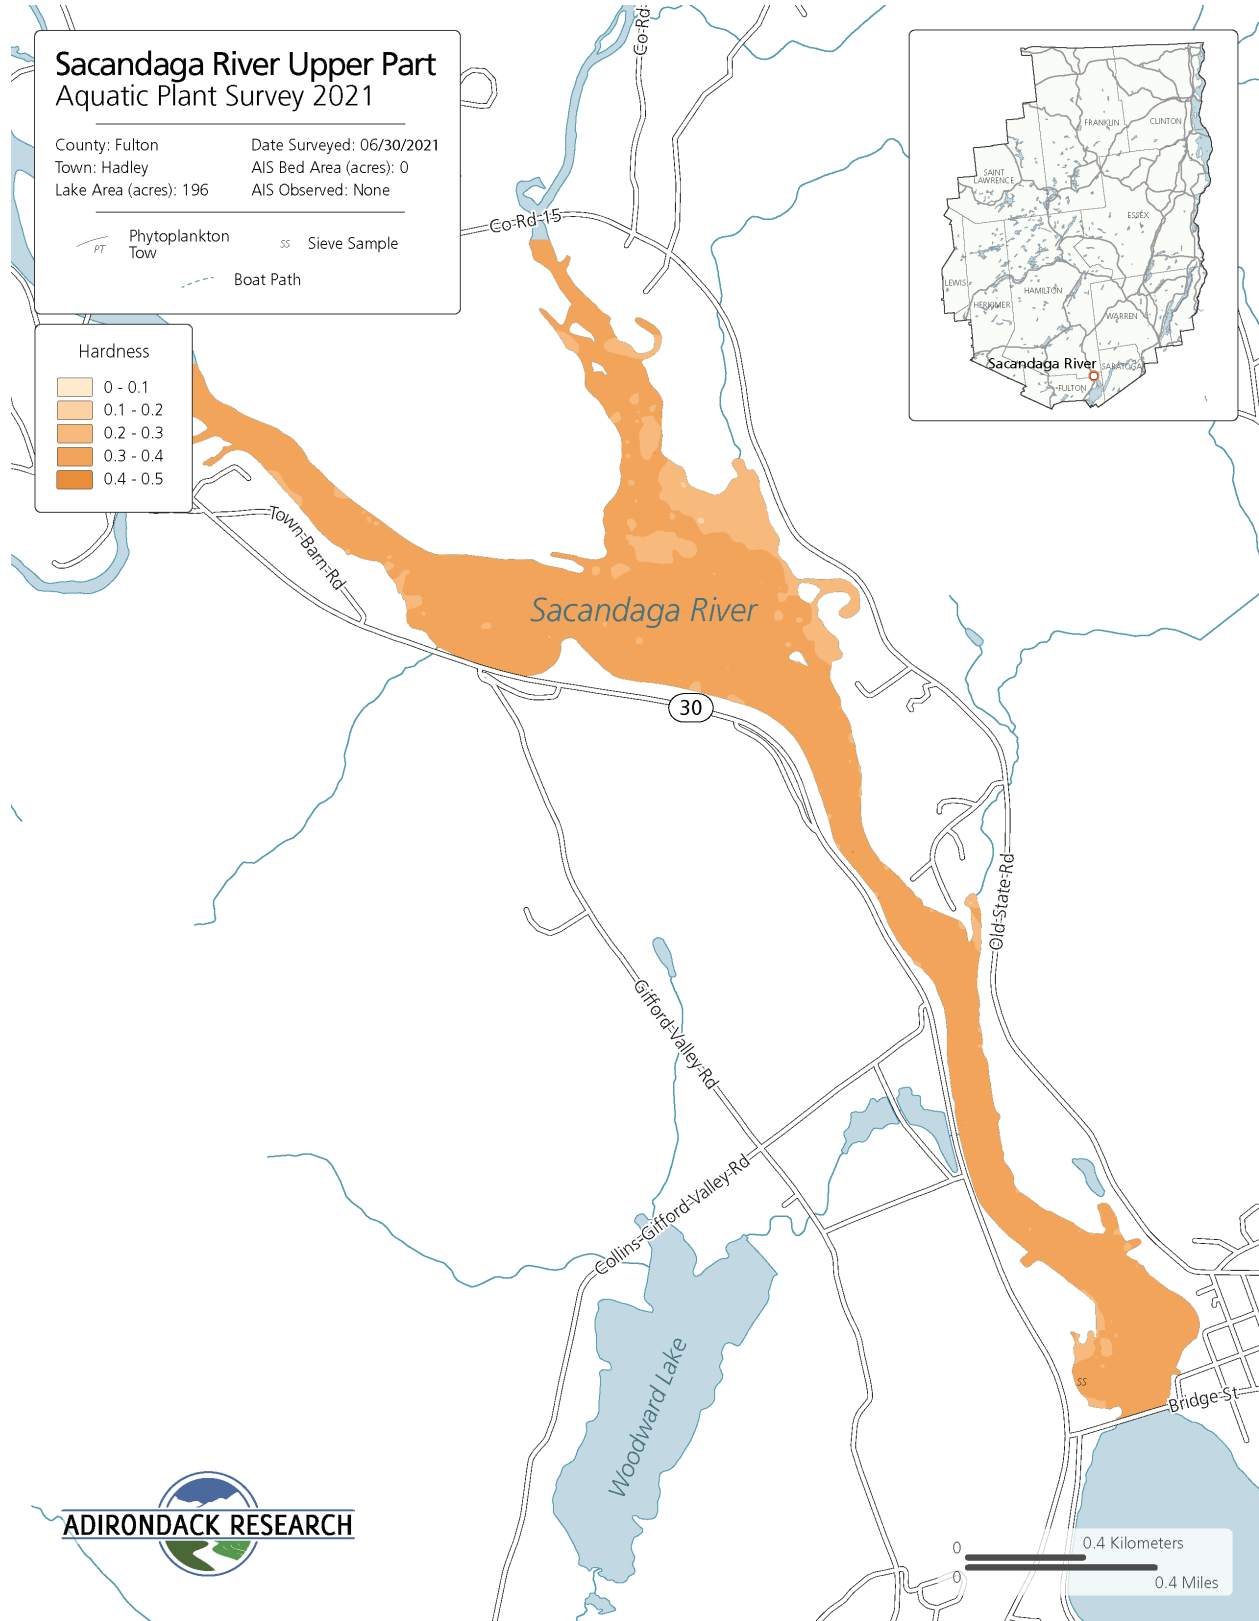 Sacandaga River Upper Part
Aquatic Plant Survey 2021
County: Fulton
Date Surveyed: 06/30/2021
Town: Hadley
AIS Bed Area (acres): 0
Lake Area (acres): 196
AIS Observed: None
PT
Phytoplankton
Tow
SS
Sieve Sample
Boat Path
Hardness
0 - 0.1
0.1 - 0.2
0.2 - 0.3
0.3 - 0.4
0.4 - 0.5
Co-Rd-
Co-Rd-15
FRANKLIN
CLINTON
SAINT
LAWRENCE
ESSEX
LEWIS
HERKIMER
HAMILTON
WARREN
Sacandaga River
SARATOGA
FULTON
Town-Barn-Rd
Sacandaga River
30
Old-State-Rd
Gifford-Valley-Rd
Collins-Gifford-Valley-Rd
Woodward Lake
SS
Bridge-St
ADIRONDACK RESEARCH
0
0.4 Kilometers
0
0.4 Miles